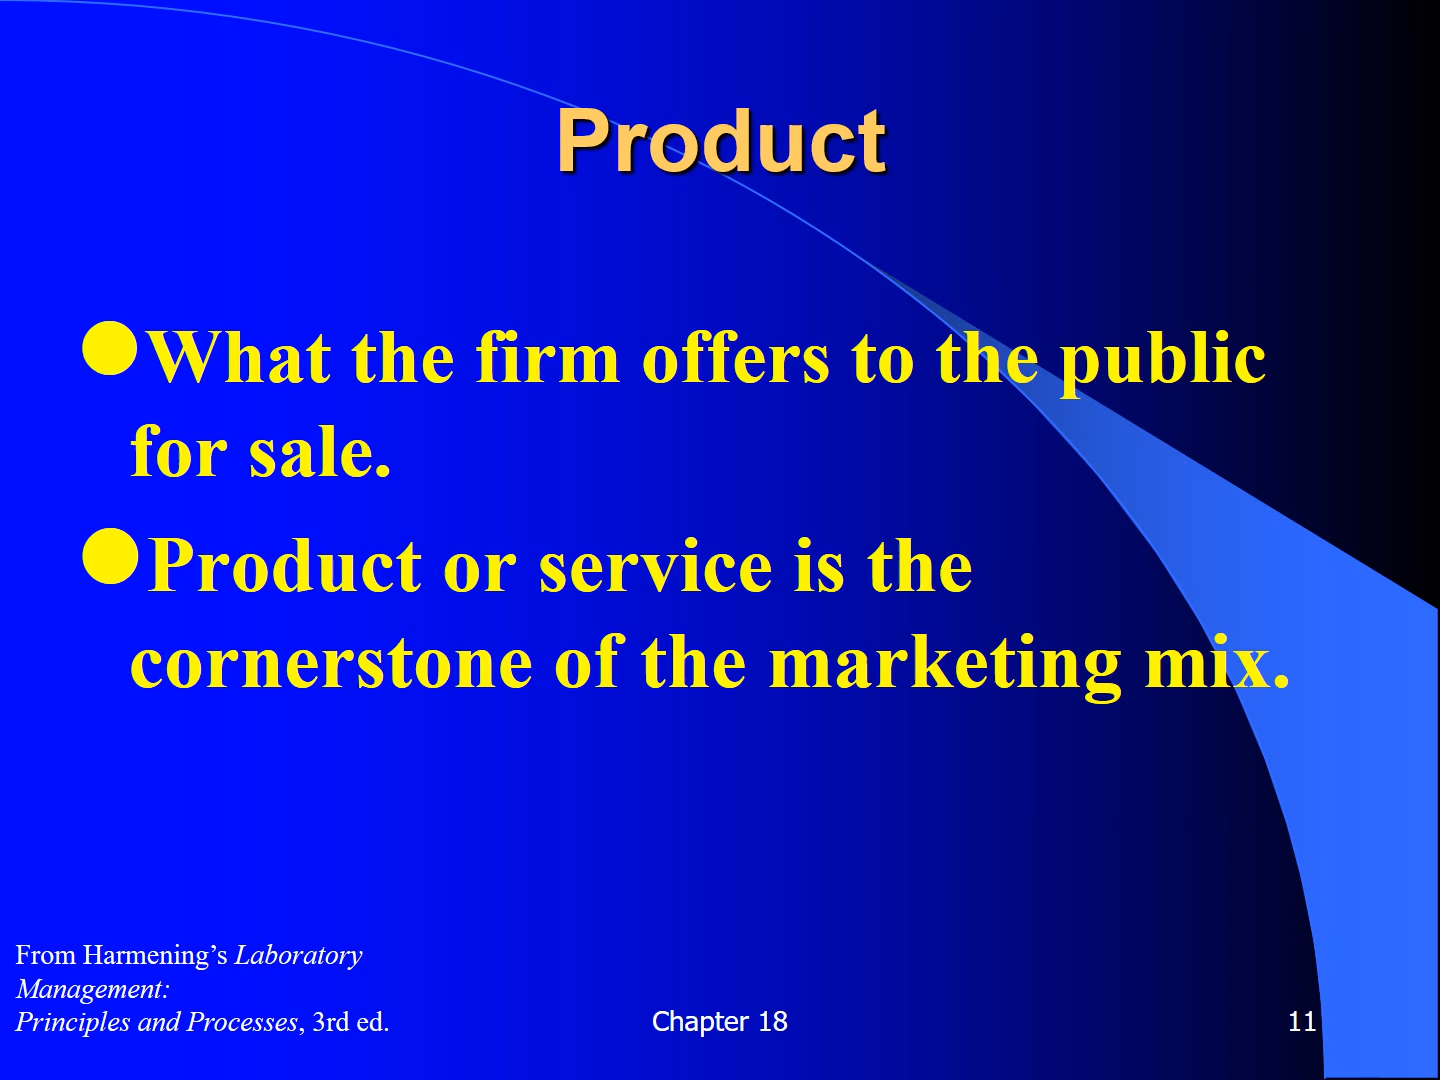 Product
●What the firm offers to the public
for sale.
●Product or service is the
cornerstone of the marketing mix.
From Harmening’s Laboratory
Management:
Principles and Processes, 3rd ed.
Chapter 18
11